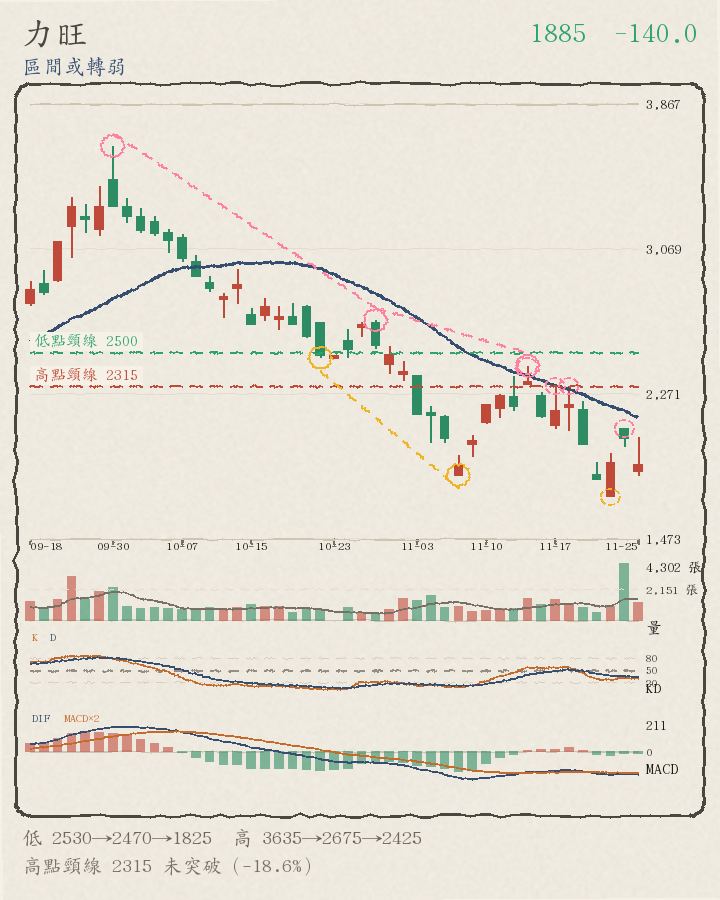 力旺
1885 -140.0
區間或轉弱
3,867
3,069
低點頸線 2500
高點頸線 2315
2,271
1,473
09-18 09-30 10-07 10-15 10-23 11-03 11-10 11-17 11-25
4,302 張
2,151 張
量
K D
80
50
20
KD
DIF MACD×2
211
0
MACD
低 2530→2470→1825 高 3635→2675→2425
高點頸線 2315 未突破 (-18.6%)